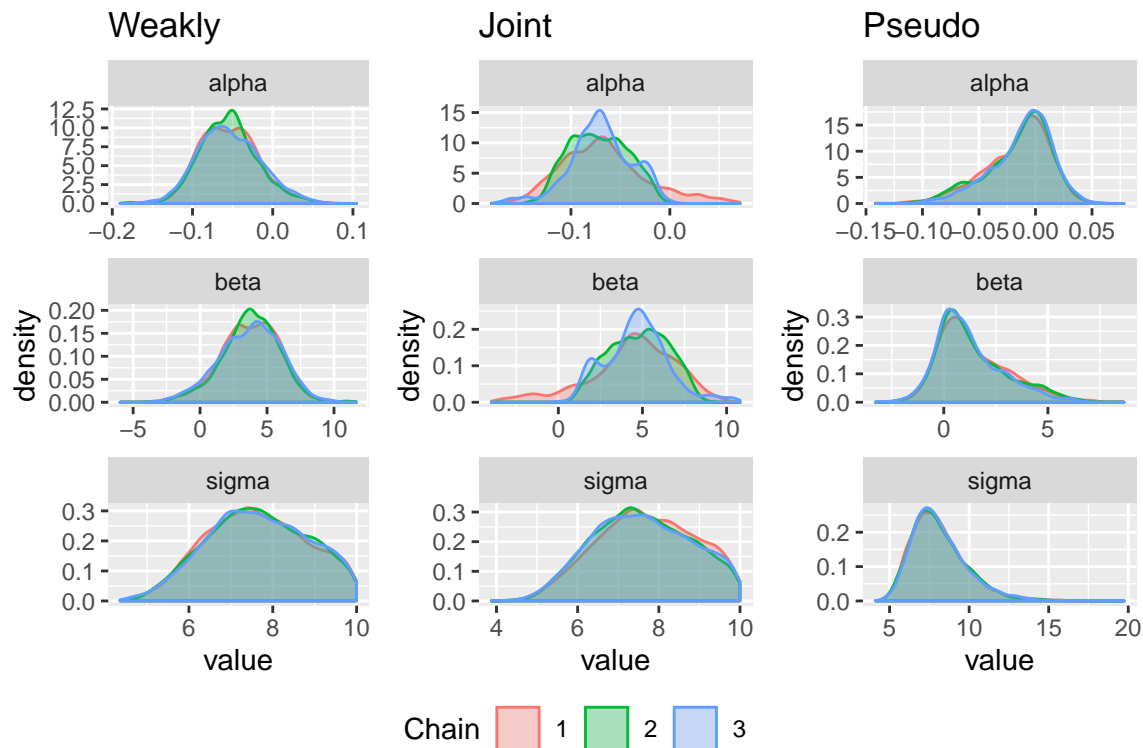 Weakly Joint Pseudo
alpha alpha alpha
12.5
10.0
7.5
5.0
2.5
0.0
15
10
5
0
15
10
5
0
−0.2 −0.1 0.0 0.1
−0.1 0.0
−0.15 −0.10 −0.05 0.00 0.05
beta beta beta
density density density
0.20
0.15
0.10
0.05
0.00
0.2
0.1
0.0
0.3
0.2
0.1
0.0
−5 0 5 10
0 5 10
0 5
sigma sigma sigma
0.3
0.2
0.1
0.0
0.3
0.2
0.1
0.0
0.2
0.1
0.0
6 8 10
4 6 8 10
5 10 15 20
value value value
Chain 1 2 3